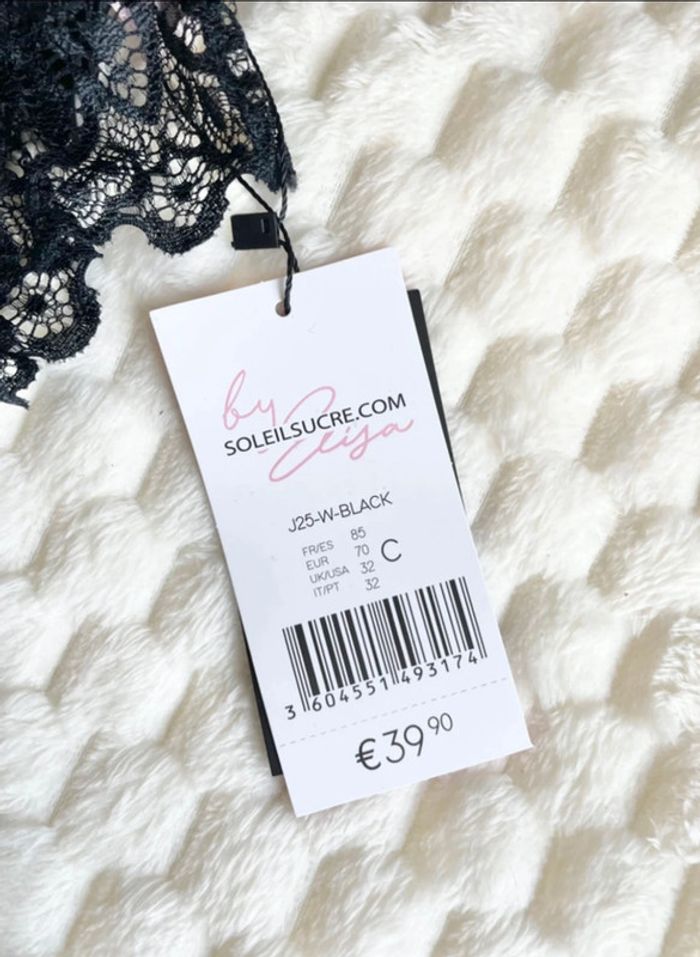 by Elisa
SOLEILSUCRE.COM
J25-W-BLACK
FR/ES 85
EUR 70 C
UK/USA 32
IT/PT 32
3 604551 493174
€39 90